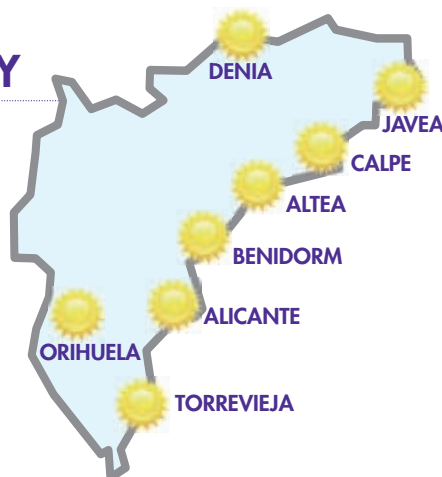 Y
DENIA
JAVEA
CALPE
ALTEA
BENIDORM
ALICANTE
ORIHUELA
TORREVIEJA